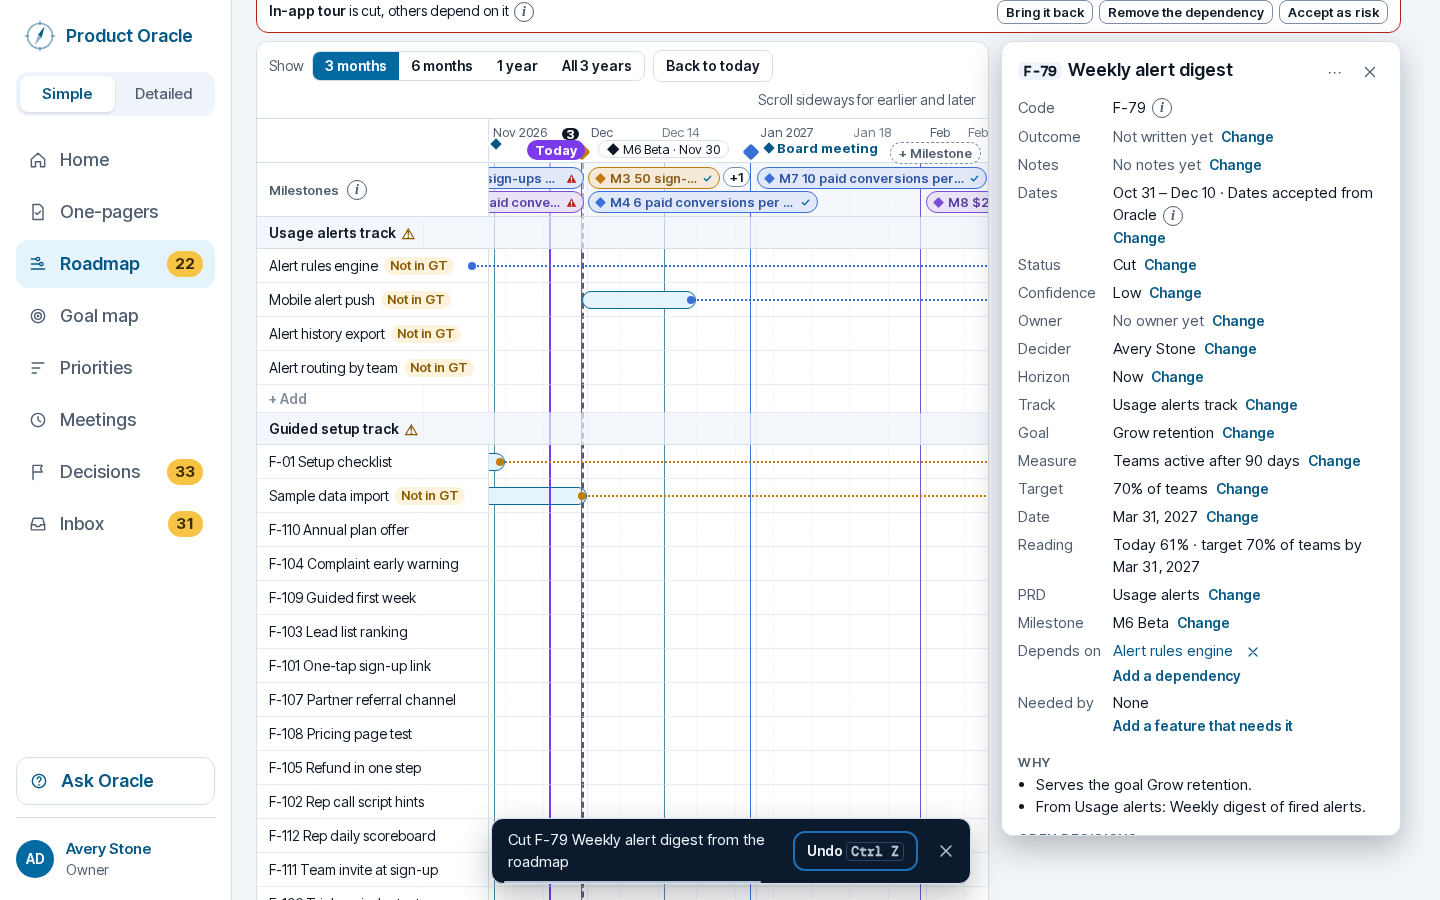 Product Oracle
Simple
Detailed
Home
One-pagers
Roadmap 22
Goal map
Priorities
Meetings
Decisions 33
Inbox 31
Ask Oracle
AD
Avery Stone
Owner
In-app tour is cut, others depend on it i
Bring it back
Remove the dependency
Accept as risk
Show
3 months
6 months
1 year
All 3 years
Back to today
Scroll sideways for earlier and later
Nov 2026 3 Dec Dec 14 Jan 2027 Jan 18 Feb Feb
Today M6 Beta · Nov 30 Board meeting + Milestone
Milestones i
sign-ups ... M3 50 sign-... +1 M7 10 paid conversions per...
aid conve... M4 6 paid conversions per ... M8 $2
Usage alerts track
Alert rules engine Not in GT
Mobile alert push Not in GT
Alert history export Not in GT
Alert routing by team Not in GT
+ Add
Guided setup track
F-01 Setup checklist
Sample data import Not in GT
F-110 Annual plan offer
F-104 Complaint early warning
F-109 Guided first week
F-103 Lead list ranking
F-101 One-tap sign-up link
F-107 Partner referral channel
F-108 Pricing page test
F-105 Refund in one step
F-102 Rep call script hints
F-112 Rep daily scoreboard
F-111 Team invite at sign-up
Cut F-79 Weekly alert digest from the
roadmap
Undo Ctrl Z
F-79 Weekly alert digest ...
Code F-79 i
Outcome Not written yet Change
Notes No notes yet Change
Dates Oct 31 – Dec 10 · Dates accepted from
Oracle i
Change
Status Cut Change
Confidence Low Change
Owner No owner yet Change
Decider Avery Stone Change
Horizon Now Change
Track Usage alerts track Change
Goal Grow retention Change
Measure Teams active after 90 days Change
Target 70% of teams Change
Date Mar 31, 2027 Change
Reading Today 61% · target 70% of teams by
Mar 31, 2027
PRD Usage alerts Change
Milestone M6 Beta Change
Depends on Alert rules engine
Add a dependency
Needed by None
Add a feature that needs it
WHY
• Serves the goal Grow retention.
• From Usage alerts: Weekly digest of fired alerts.